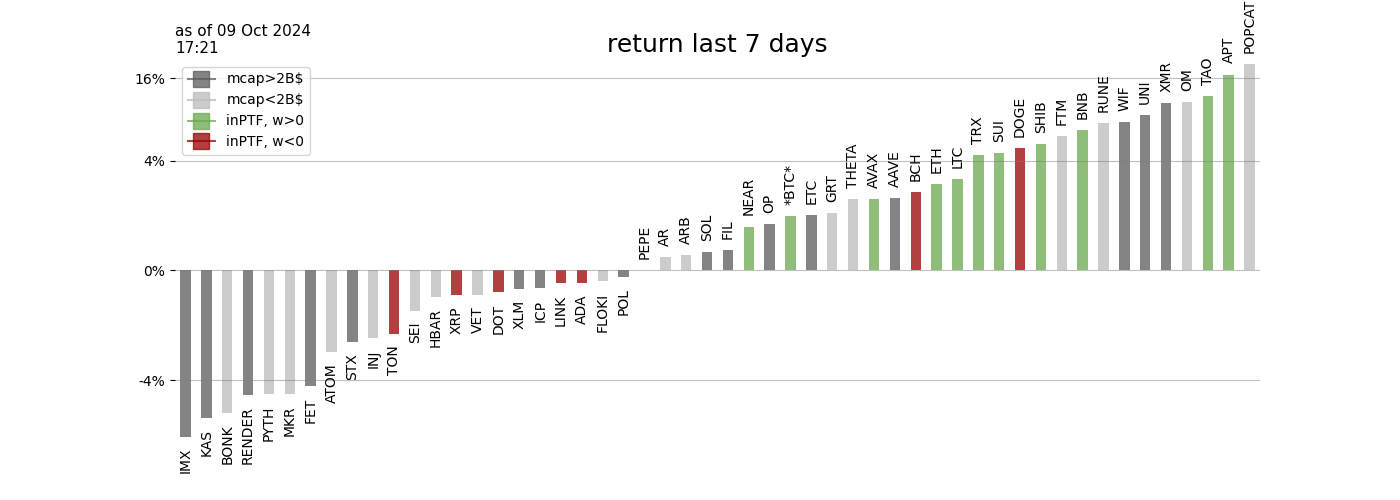 as of 09 Oct 2024
17:21
return last 7 days
mcap>2B$
mcap<2B$
inPTF, w>0
inPTF, w<0
16%
4%
0%
-4%
IMX
KAS
BONK
RENDER
PYTH
MKR
FET
ATOM
STX
INJ
TON
SEI
HBAR
XRP
VET
DOT
XLM
ICP
LINK
ADA
FLOKI
POL
PEPE
AR
ARB
SOL
FIL
NEAR
OP
*BTC*
ETC
GRT
THETA
AVAX
AAVE
BCH
ETH
LTC
TRX
SUI
DOGE
SHIB
FTM
BNB
RUNE
WIF
UNI
XMR
OM
TAO
APT
POPCAT